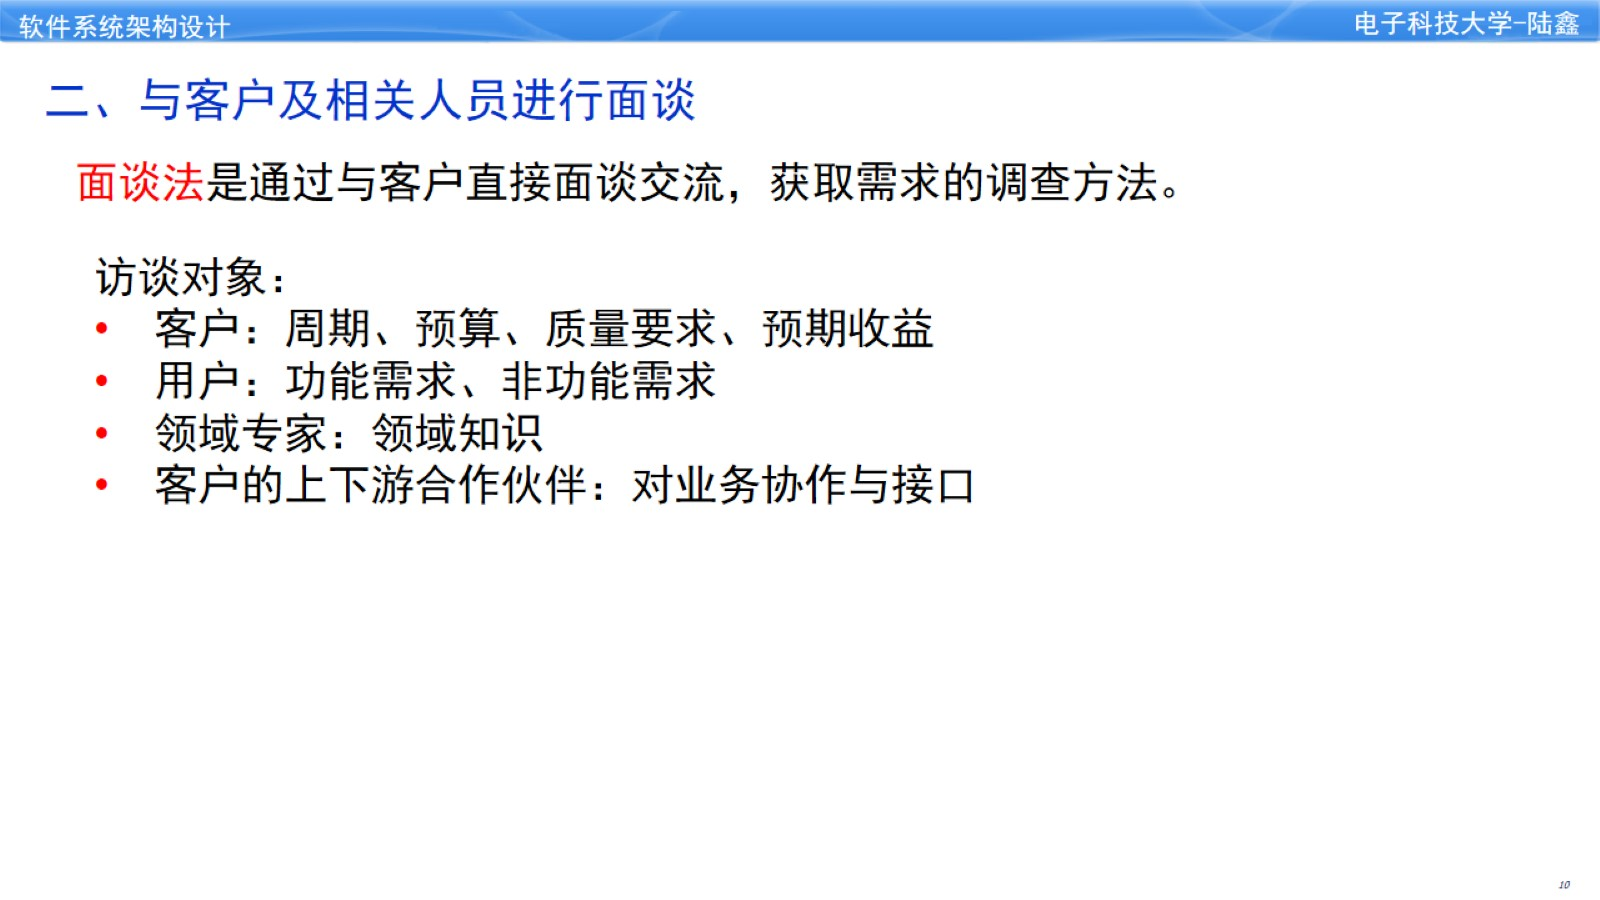 软件系统架构设计
电子科技大学-陆鑫
二、与客户及相关人员进行面谈
面谈法是通过与客户直接面谈交流，获取需求的调查方法。
访谈对象：
• 客户：周期、预算、质量要求、预期收益
• 用户：功能需求、非功能需求
• 领域专家：领域知识
• 客户的上下游合作伙伴：对业务协作与接口
10